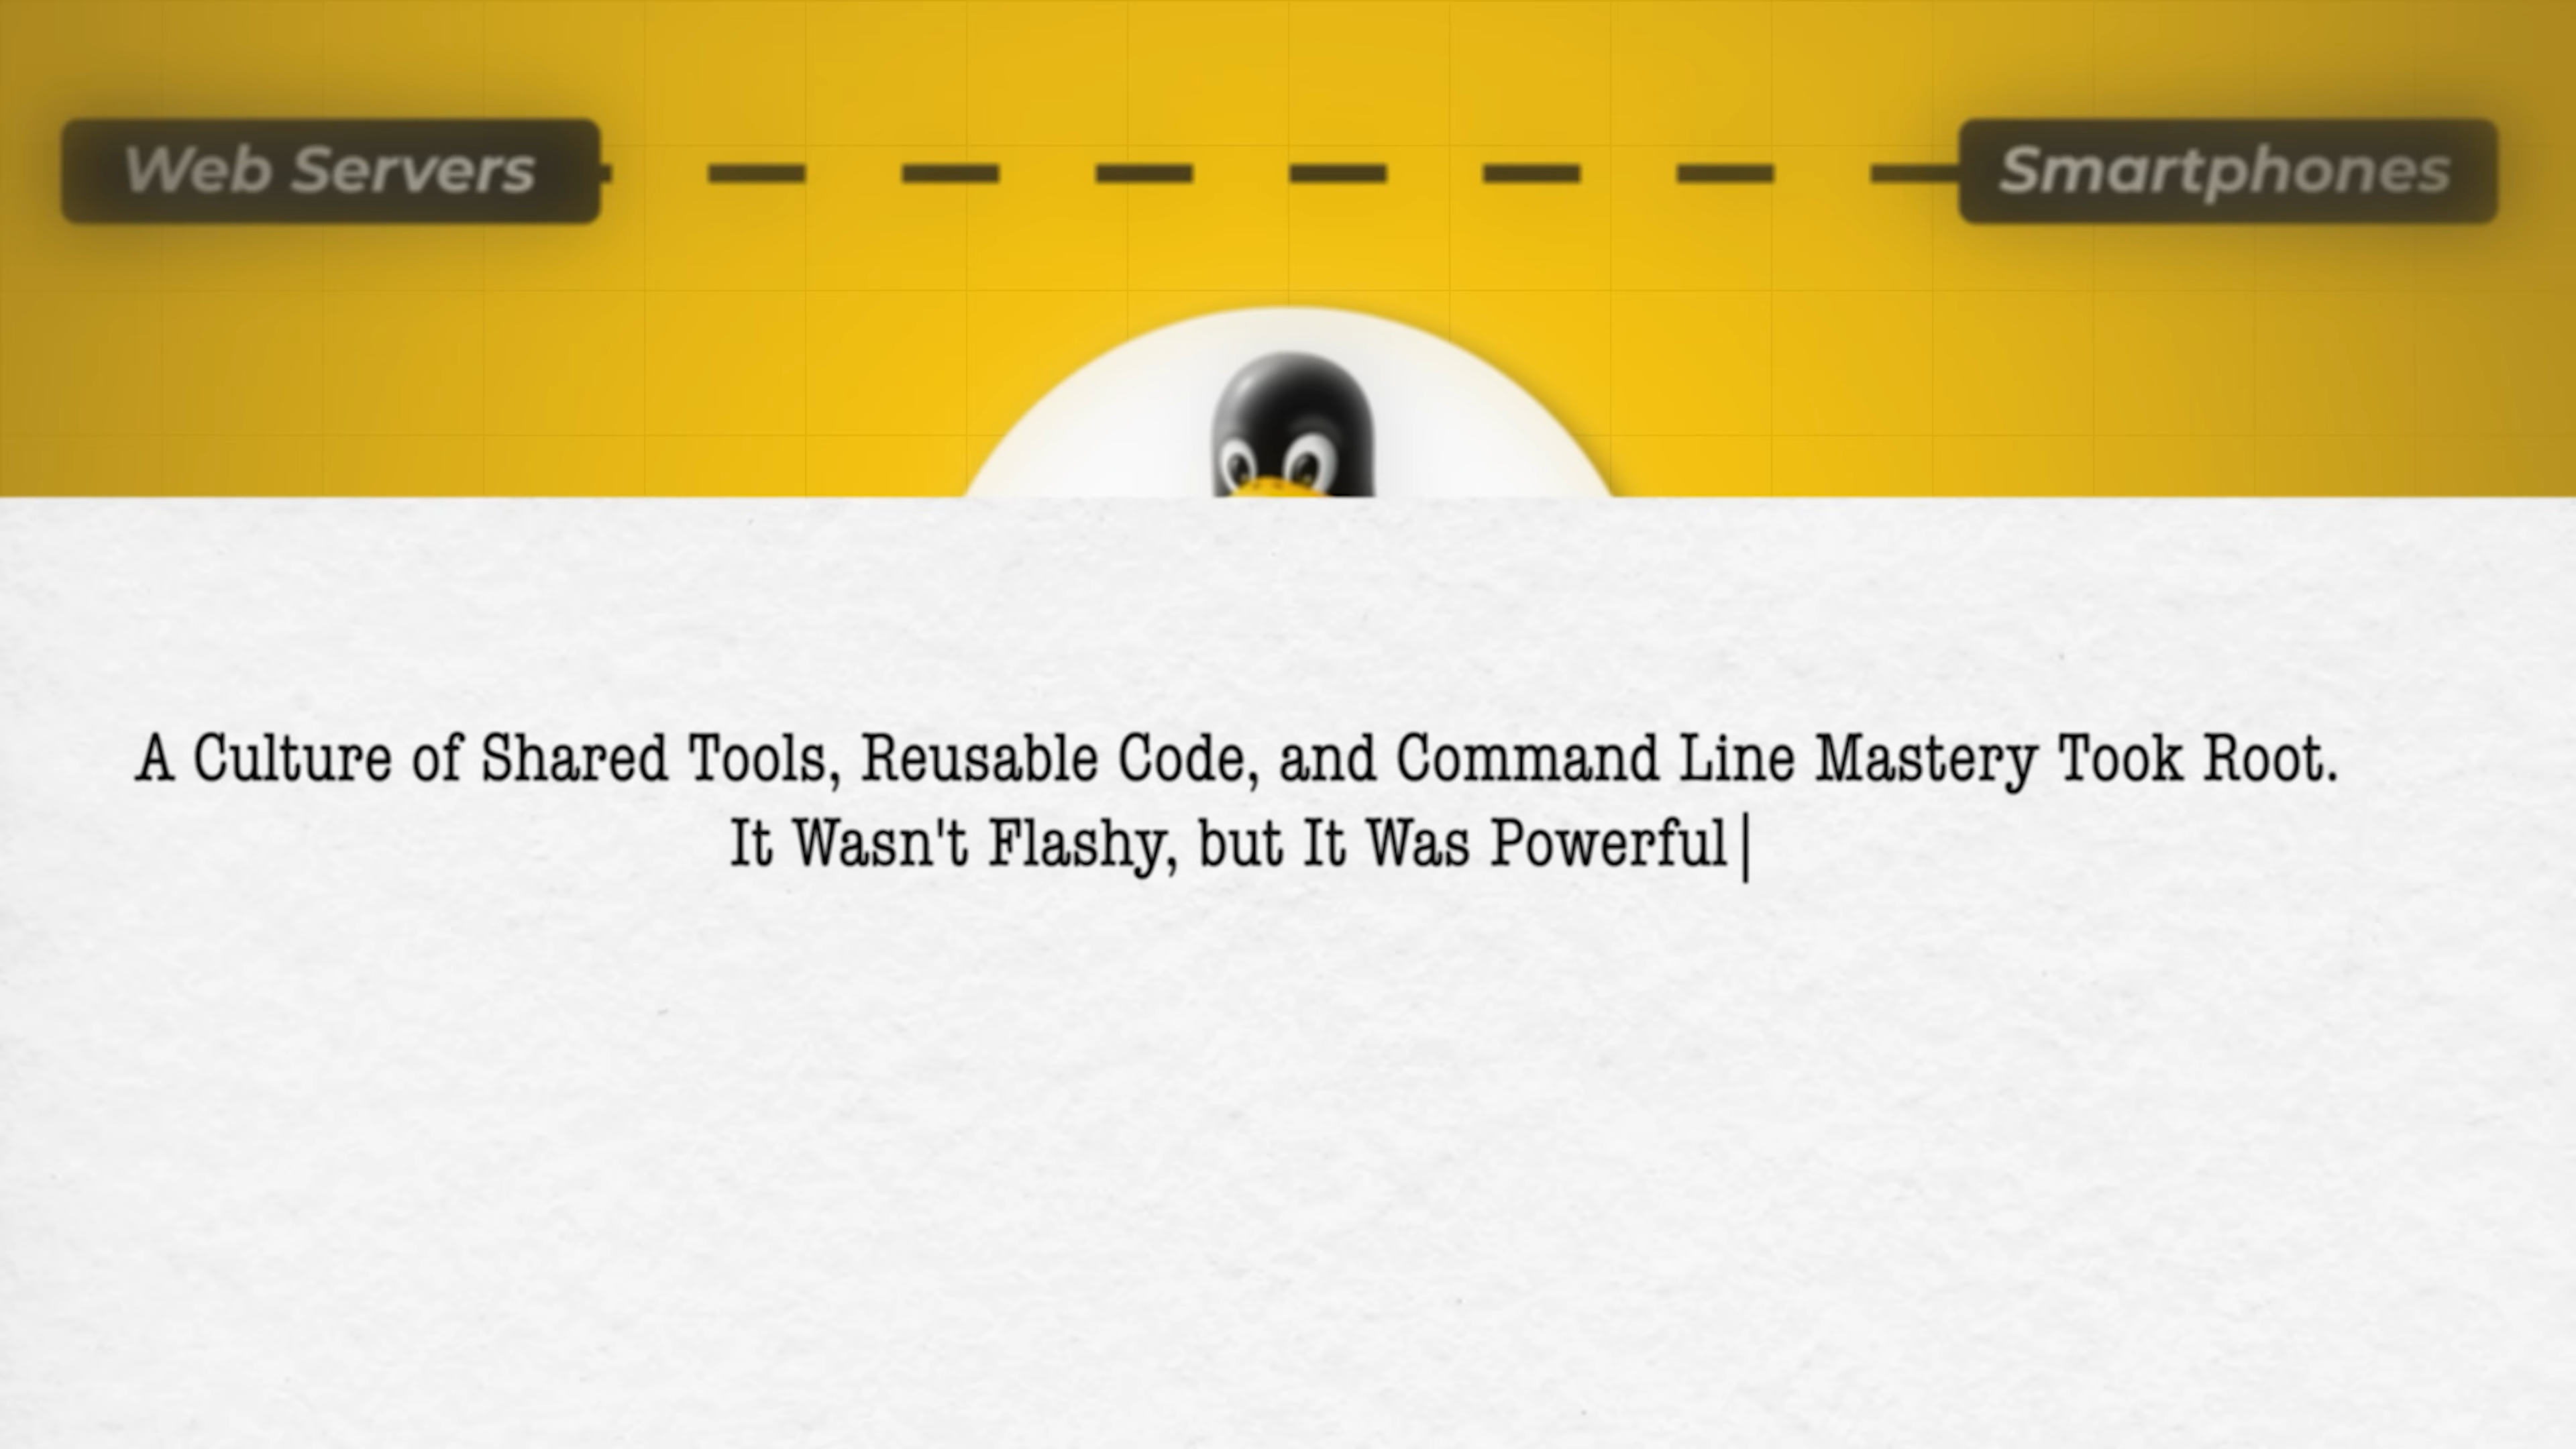 Web Servers
Smartphones
A Culture of Shared Tools, Reusable Code, and Command Line Mastery Took Root.
It Wasn't Flashy, but It Was Powerful